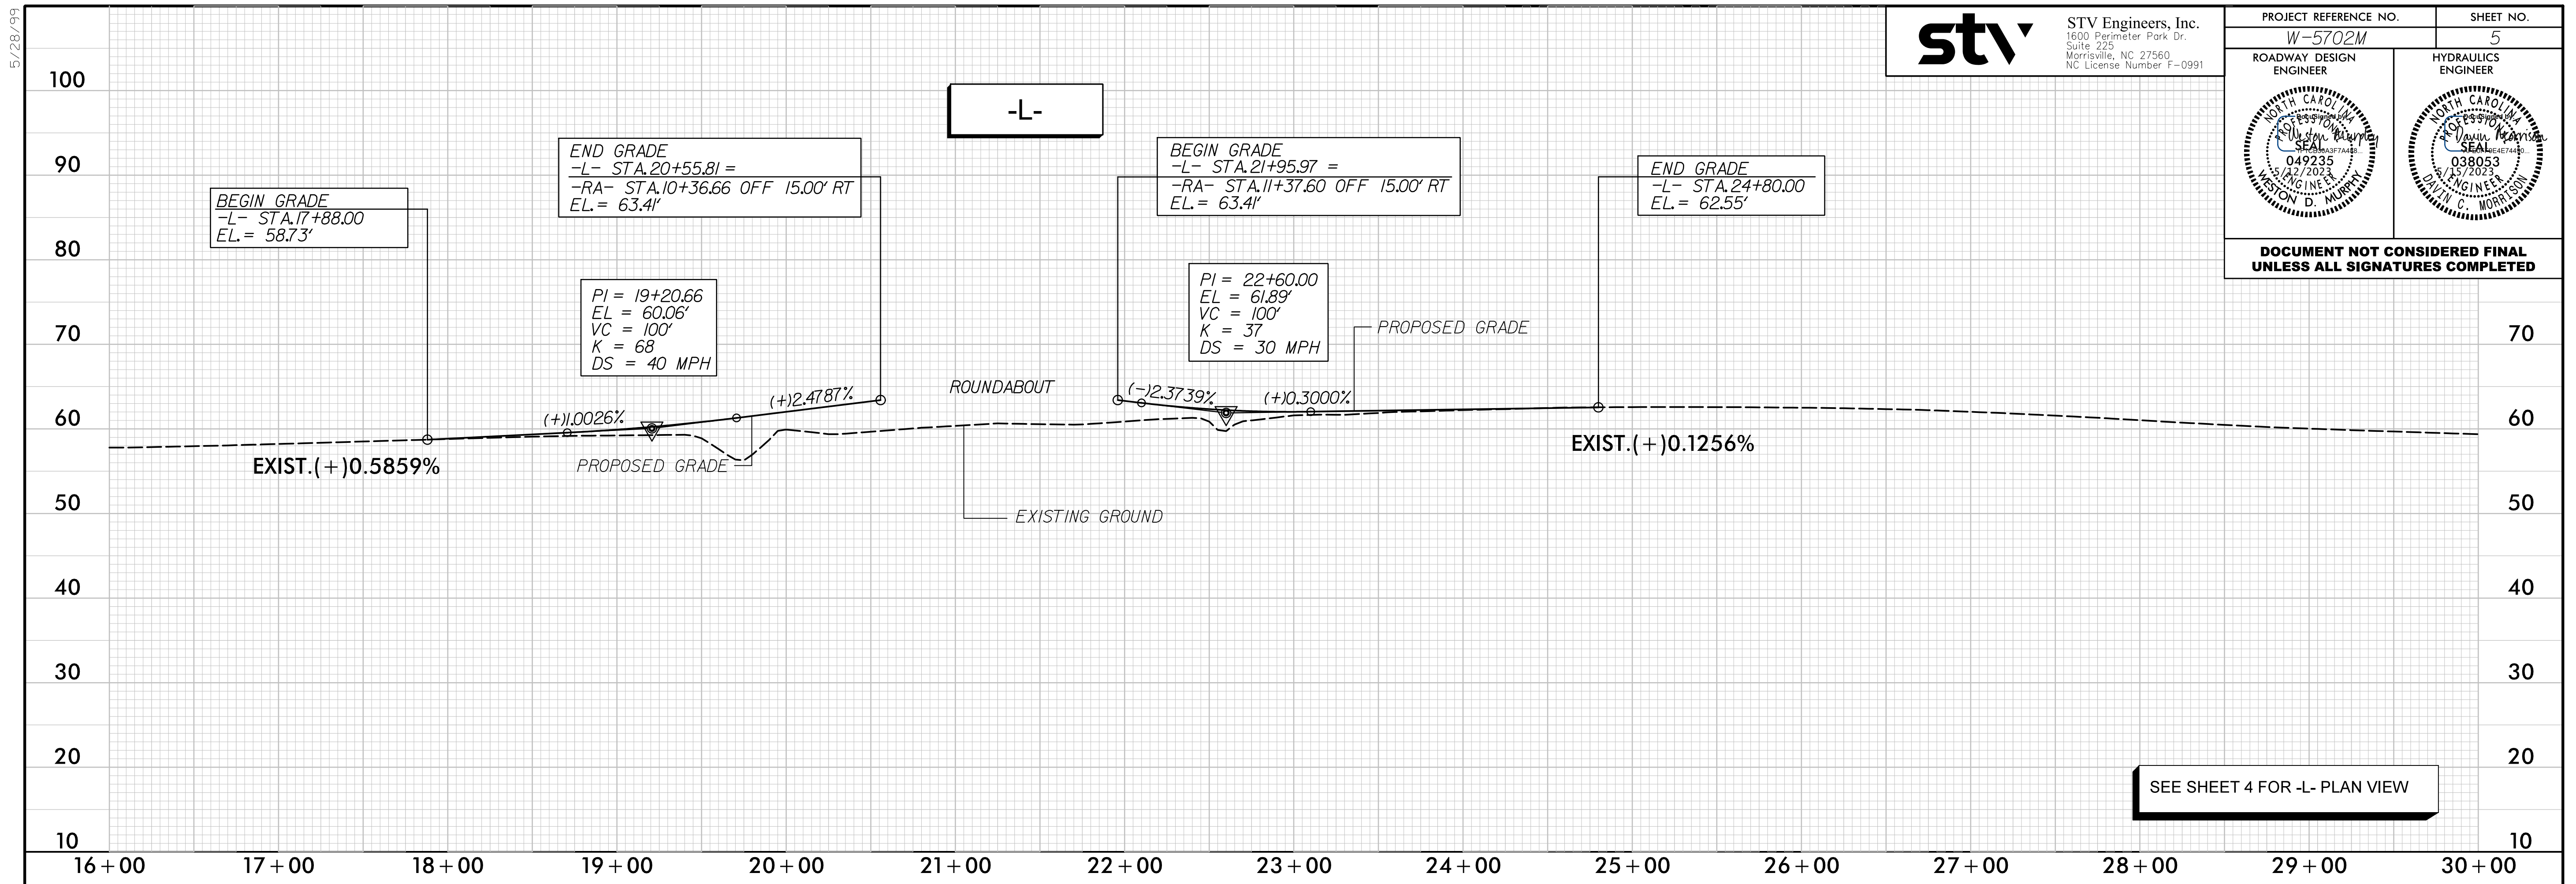 5/28/99
stv
STV Engineers, Inc.
1600 Perimeter Park Dr.
Suite 225
Morrisville, NC 27560
NC License Number F-0991
PROJECT REFERENCE NO. SHEET NO.
W-5702M 5
ROADWAY DESIGN
ENGINEER
HYDRAULICS
ENGINEER
NORTH CAROLINA
PROFESSIONAL
SEAL
049235
5/12/2023
ENGINEER
WESTON D. MURPHY
NORTH CAROLINA
PROFESSIONAL
SEAL
038053
5/15/2023
ENGINEER
DAVIN C. MORRISON
DOCUMENT NOT CONSIDERED FINAL
UNLESS ALL SIGNATURES COMPLETED
-L-
BEGIN GRADE
-L- STA.17+88.00
EL.= 58.73'
END GRADE
-L- STA.20+55.81 =
-RA- STA.10+36.66 OFF 15.00' RT
EL.= 63.41'
BEGIN GRADE
-L- STA.21+95.97 =
-RA- STA.11+37.60 OFF 15.00' RT
EL.= 63.41'
END GRADE
-L- STA.24+80.00
EL.= 62.55'
PI = 19+20.66
EL = 60.06'
VC = 100'
K = 68
DS = 40 MPH
PI = 22+60.00
EL = 61.89'
VC = 100'
K = 37
DS = 30 MPH
PROPOSED GRADE
(+)1.0026%
(+)2.4787%
ROUNDABOUT
(-)2.3739%
(+)0.3000%
EXIST.(+)0.5859%
PROPOSED GRADE
EXIST.(+)0.1256%
EXISTING GROUND
SEE SHEET 4 FOR -L- PLAN VIEW
100
90
80
70
60
50
40
30
20
10
70
60
50
40
30
20
10
16+00 17+00 18+00 19+00 20+00 21+00 22+00 23+00 24+00 25+00 26+00 27+00 28+00 29+00 30+00